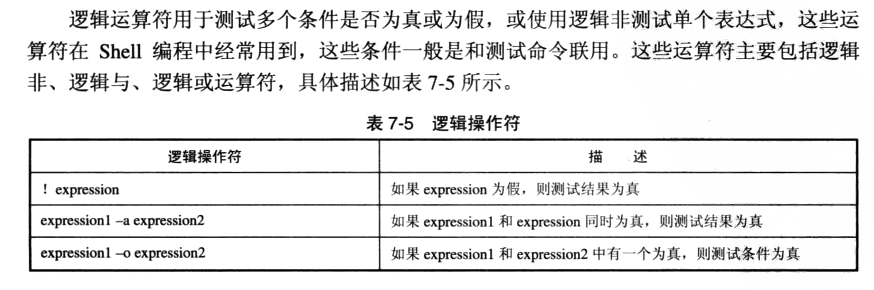 逻辑运算符用于测试多个条件是否为真或为假，或使用逻辑非测试单个表达式，这些运
算符在 Shell 编程中经常用到，这些条件一般是和测试命令联用。这些运算符主要包括逻辑
非、逻辑与、逻辑或运算符，具体描述如表 7-5 所示。
表 7-5 逻辑操作符
逻辑操作符 描 述
! expression 如果 expression 为假，则测试结果为真
expression1 –a expression2 如果 expression1 和 expression 同时为真，则测试结果为真
expression1 –o expression2 如果 expression1 和 expression2 中有一个为真，则测试条件为真